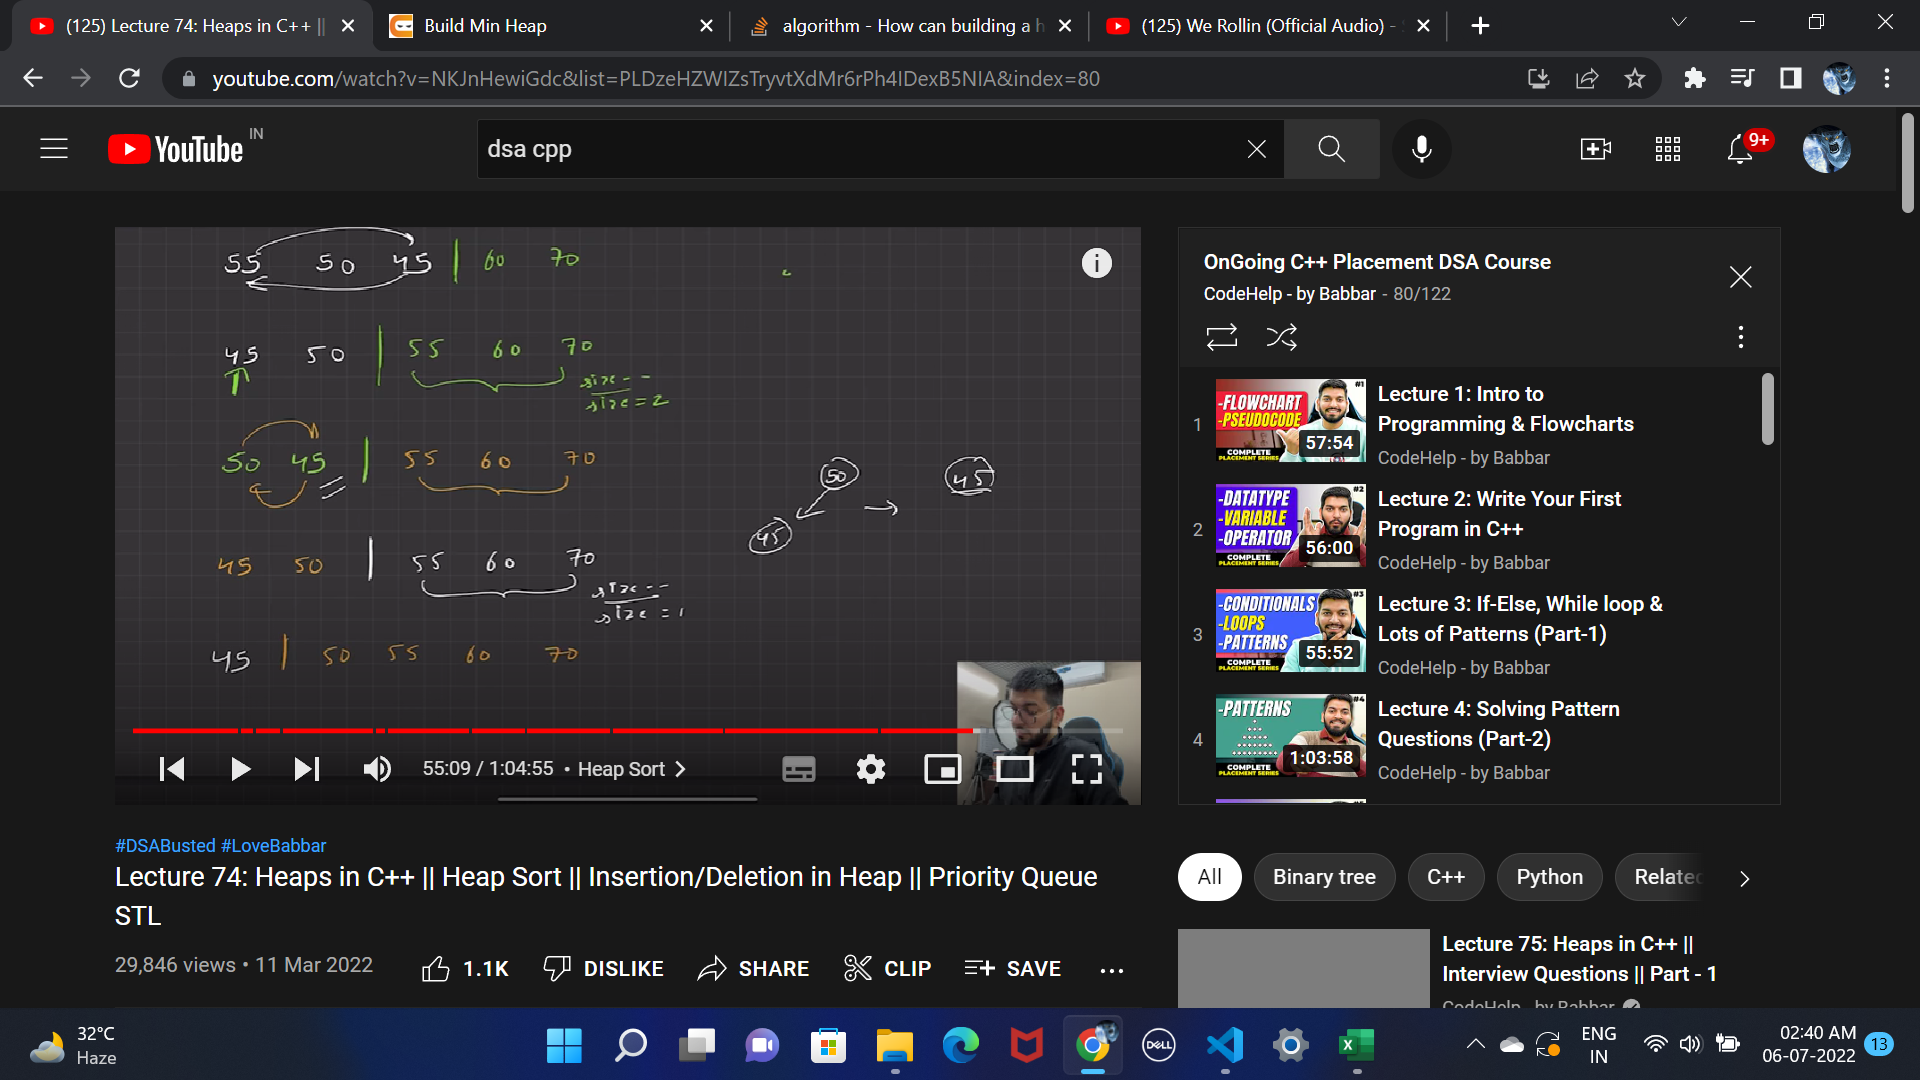 (125) Lecture 74: Heaps in C++ ||
Build Min Heap
algorithm - How can building a h
(125) We Rollin (Official Audio) -
youtube.com/watch?v=NKJnHewiGdc&list=PLDzeHZWIZsTryvtXdMr6rPh4IDexB5NIA&index=80
YouTube IN
dsa cpp
9+
55 50 45 | 60 70
45 50 | 55 60 70
size--
size=2
50 45 | 55 60 70
50 45
45
45 50 | 55 60 70
size--
size=1
45 | 50 55 60 70
55:09 / 1:04:55 • Heap Sort
#DSABusted #LoveBabbar
Lecture 74: Heaps in C++ || Heap Sort || Insertion/Deletion in Heap || Priority Queue
STL
29,846 views • 11 Mar 2022
1.1K DISLIKE SHARE CLIP SAVE
OnGoing C++ Placement DSA Course
CodeHelp - by Babbar - 80/122
1
-FLOWCHART
-PSEUDOCODE
COMPLETE
PLACEMENT SERIES
#1
57:54
Lecture 1: Intro to
Programming & Flowcharts
CodeHelp - by Babbar
2
-DATATYPE
-VARIABLE
-OPERATOR
COMPLETE
PLACEMENT SERIES
#2
56:00
Lecture 2: Write Your First
Program in C++
CodeHelp - by Babbar
3
-CONDITIONALS
-LOOPS
-PATTERNS
COMPLETE
PLACEMENT SERIES
#3
55:52
Lecture 3: If-Else, While loop &
Lots of Patterns (Part-1)
CodeHelp - by Babbar
4
-PATTERNS
COMPLETE
PLACEMENT SERIES
#4
1:03:58
Lecture 4: Solving Pattern
Questions (Part-2)
CodeHelp - by Babbar
All
Binary tree
C++
Python
Related
Lecture 75: Heaps in C++ ||
Interview Questions || Part - 1
CodeHelp - by Babbar
32°C
Haze
DELL
ENG
IN
02:40 AM
06-07-2022
13